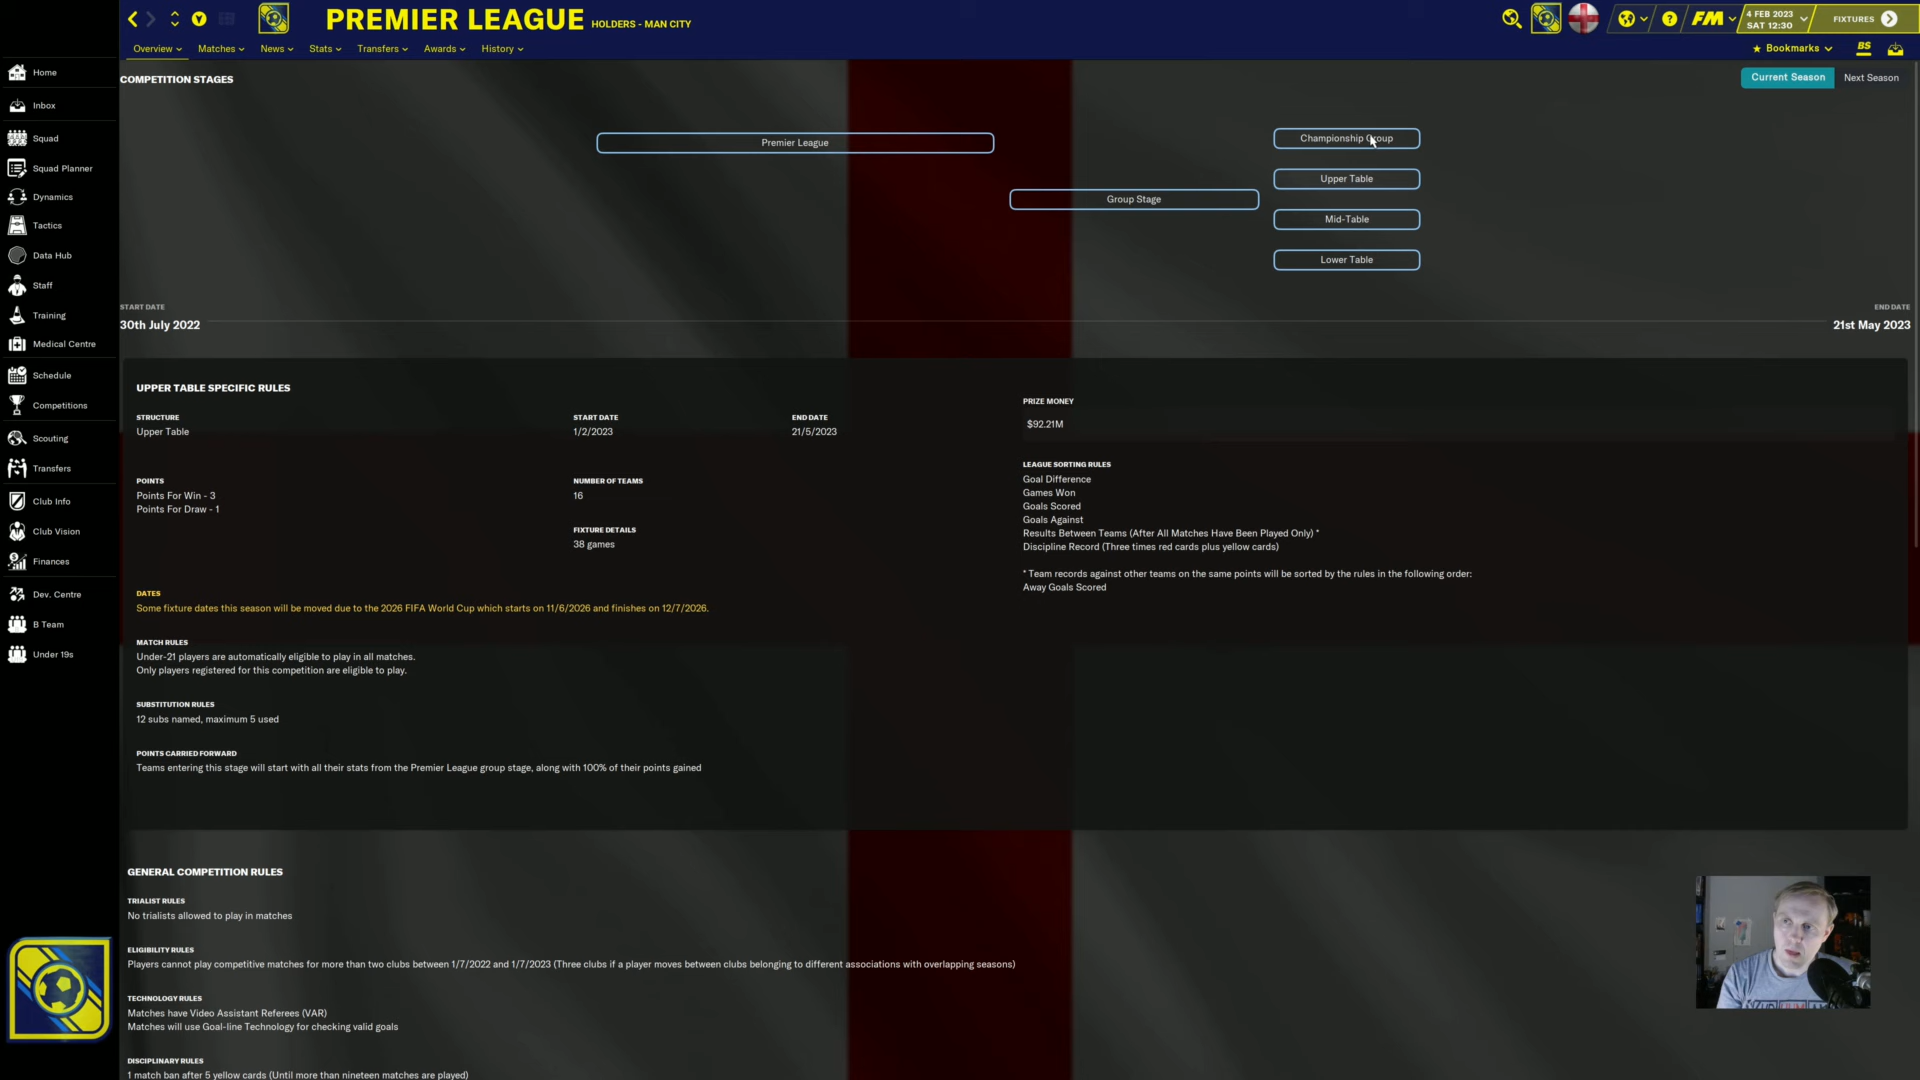 PREMIER LEAGUE HOLDERS - MAN CITY
FM
4 FEB 2023
SAT 12:30
FIXTURES
Overview
Matches
News
Stats
Transfers
Awards
History
Bookmarks
BS
Home
Inbox
Squad
Squad Planner
Dynamics
Tactics
Data Hub
Staff
Training
Medical Centre
Schedule
Competitions
Scouting
Transfers
Club Info
Club Vision
Finances
Dev. Centre
B Team
Under 19s
COMPETITION STAGES
Current Season
Next Season
Premier League
Group Stage
Championship Group
Upper Table
Mid-Table
Lower Table
START DATE
30th July 2022
END DATE
21st May 2023
UPPER TABLE SPECIFIC RULES
STRUCTURE
Upper Table
START DATE
1/2/2023
END DATE
21/5/2023
POINTS
Points For Win - 3
Points For Draw - 1
NUMBER OF TEAMS
16
FIXTURE DETAILS
38 games
DATES
Some fixture dates this season will be moved due to the 2026 FIFA World Cup which starts on 11/6/2026 and finishes on 12/7/2026.
MATCH RULES
Under-21 players are automatically eligible to play in all matches.
Only players registered for this competition are eligible to play.
SUBSTITUTION RULES
12 subs named, maximum 5 used
POINTS CARRIED FORWARD
Teams entering this stage will start with all their stats from the Premier League group stage, along with 100% of their points gained
PRIZE MONEY
$92.21M
LEAGUE SORTING RULES
Goal Difference
Games Won
Goals Scored
Goals Against
Results Between Teams (After All Matches Have Been Played Only) *
Discipline Record (Three times red cards plus yellow cards)
* Team records against other teams on the same points will be sorted by the rules in the following order:
Away Goals Scored
GENERAL COMPETITION RULES
TRIALIST RULES
No trialists allowed to play in matches
ELIGIBILITY RULES
Players cannot play competitive matches for more than two clubs between 1/7/2022 and 1/7/2023 (Three clubs if a player moves between clubs belonging to different associations with overlapping seasons)
TECHNOLOGY RULES
Matches have Video Assistant Referees (VAR)
Matches will use Goal-line Technology for checking valid goals
DISCIPLINARY RULES
1 match ban after 5 yellow cards (Until more than nineteen matches are played)